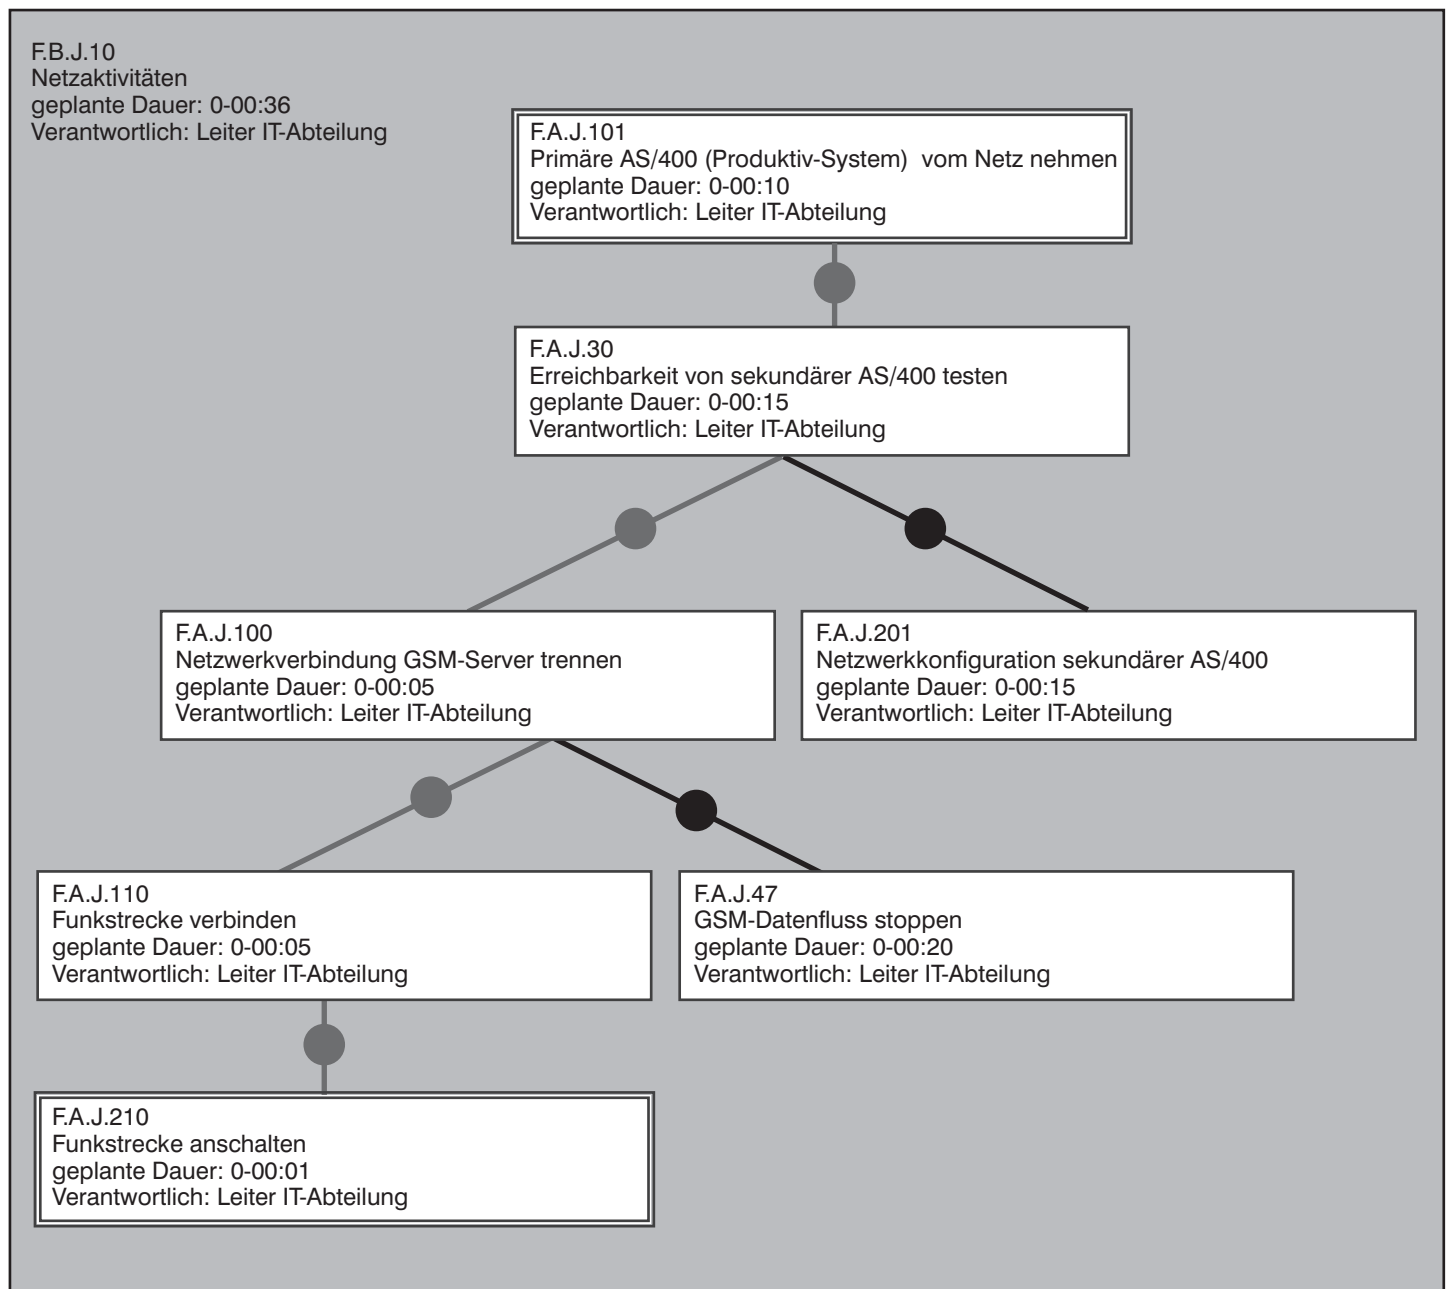 F.B.J.10
Netzaktivitäten
geplante Dauer: 0-00:36
Verantwortlich: Leiter IT-Abteilung
F.A.J.101
Primäre AS/400 (Produktiv-System) vom Netz nehmen
geplante Dauer: 0-00:10
Verantwortlich: Leiter IT-Abteilung
F.A.J.30
Erreichbarkeit von sekundärer AS/400 testen
geplante Dauer: 0-00:15
Verantwortlich: Leiter IT-Abteilung
F.A.J.100
Netzwerkverbindung GSM-Server trennen
geplante Dauer: 0-00:05
Verantwortlich: Leiter IT-Abteilung
F.A.J.201
Netzwerkkonfiguration sekundärer AS/400
geplante Dauer: 0-00:15
Verantwortlich: Leiter IT-Abteilung
F.A.J.110
Funkstrecke verbinden
geplante Dauer: 0-00:05
Verantwortlich: Leiter IT-Abteilung
F.A.J.47
GSM-Datenfluss stoppen
geplante Dauer: 0-00:20
Verantwortlich: Leiter IT-Abteilung
F.A.J.210
Funkstrecke anschalten
geplante Dauer: 0-00:01
Verantwortlich: Leiter IT-Abteilung